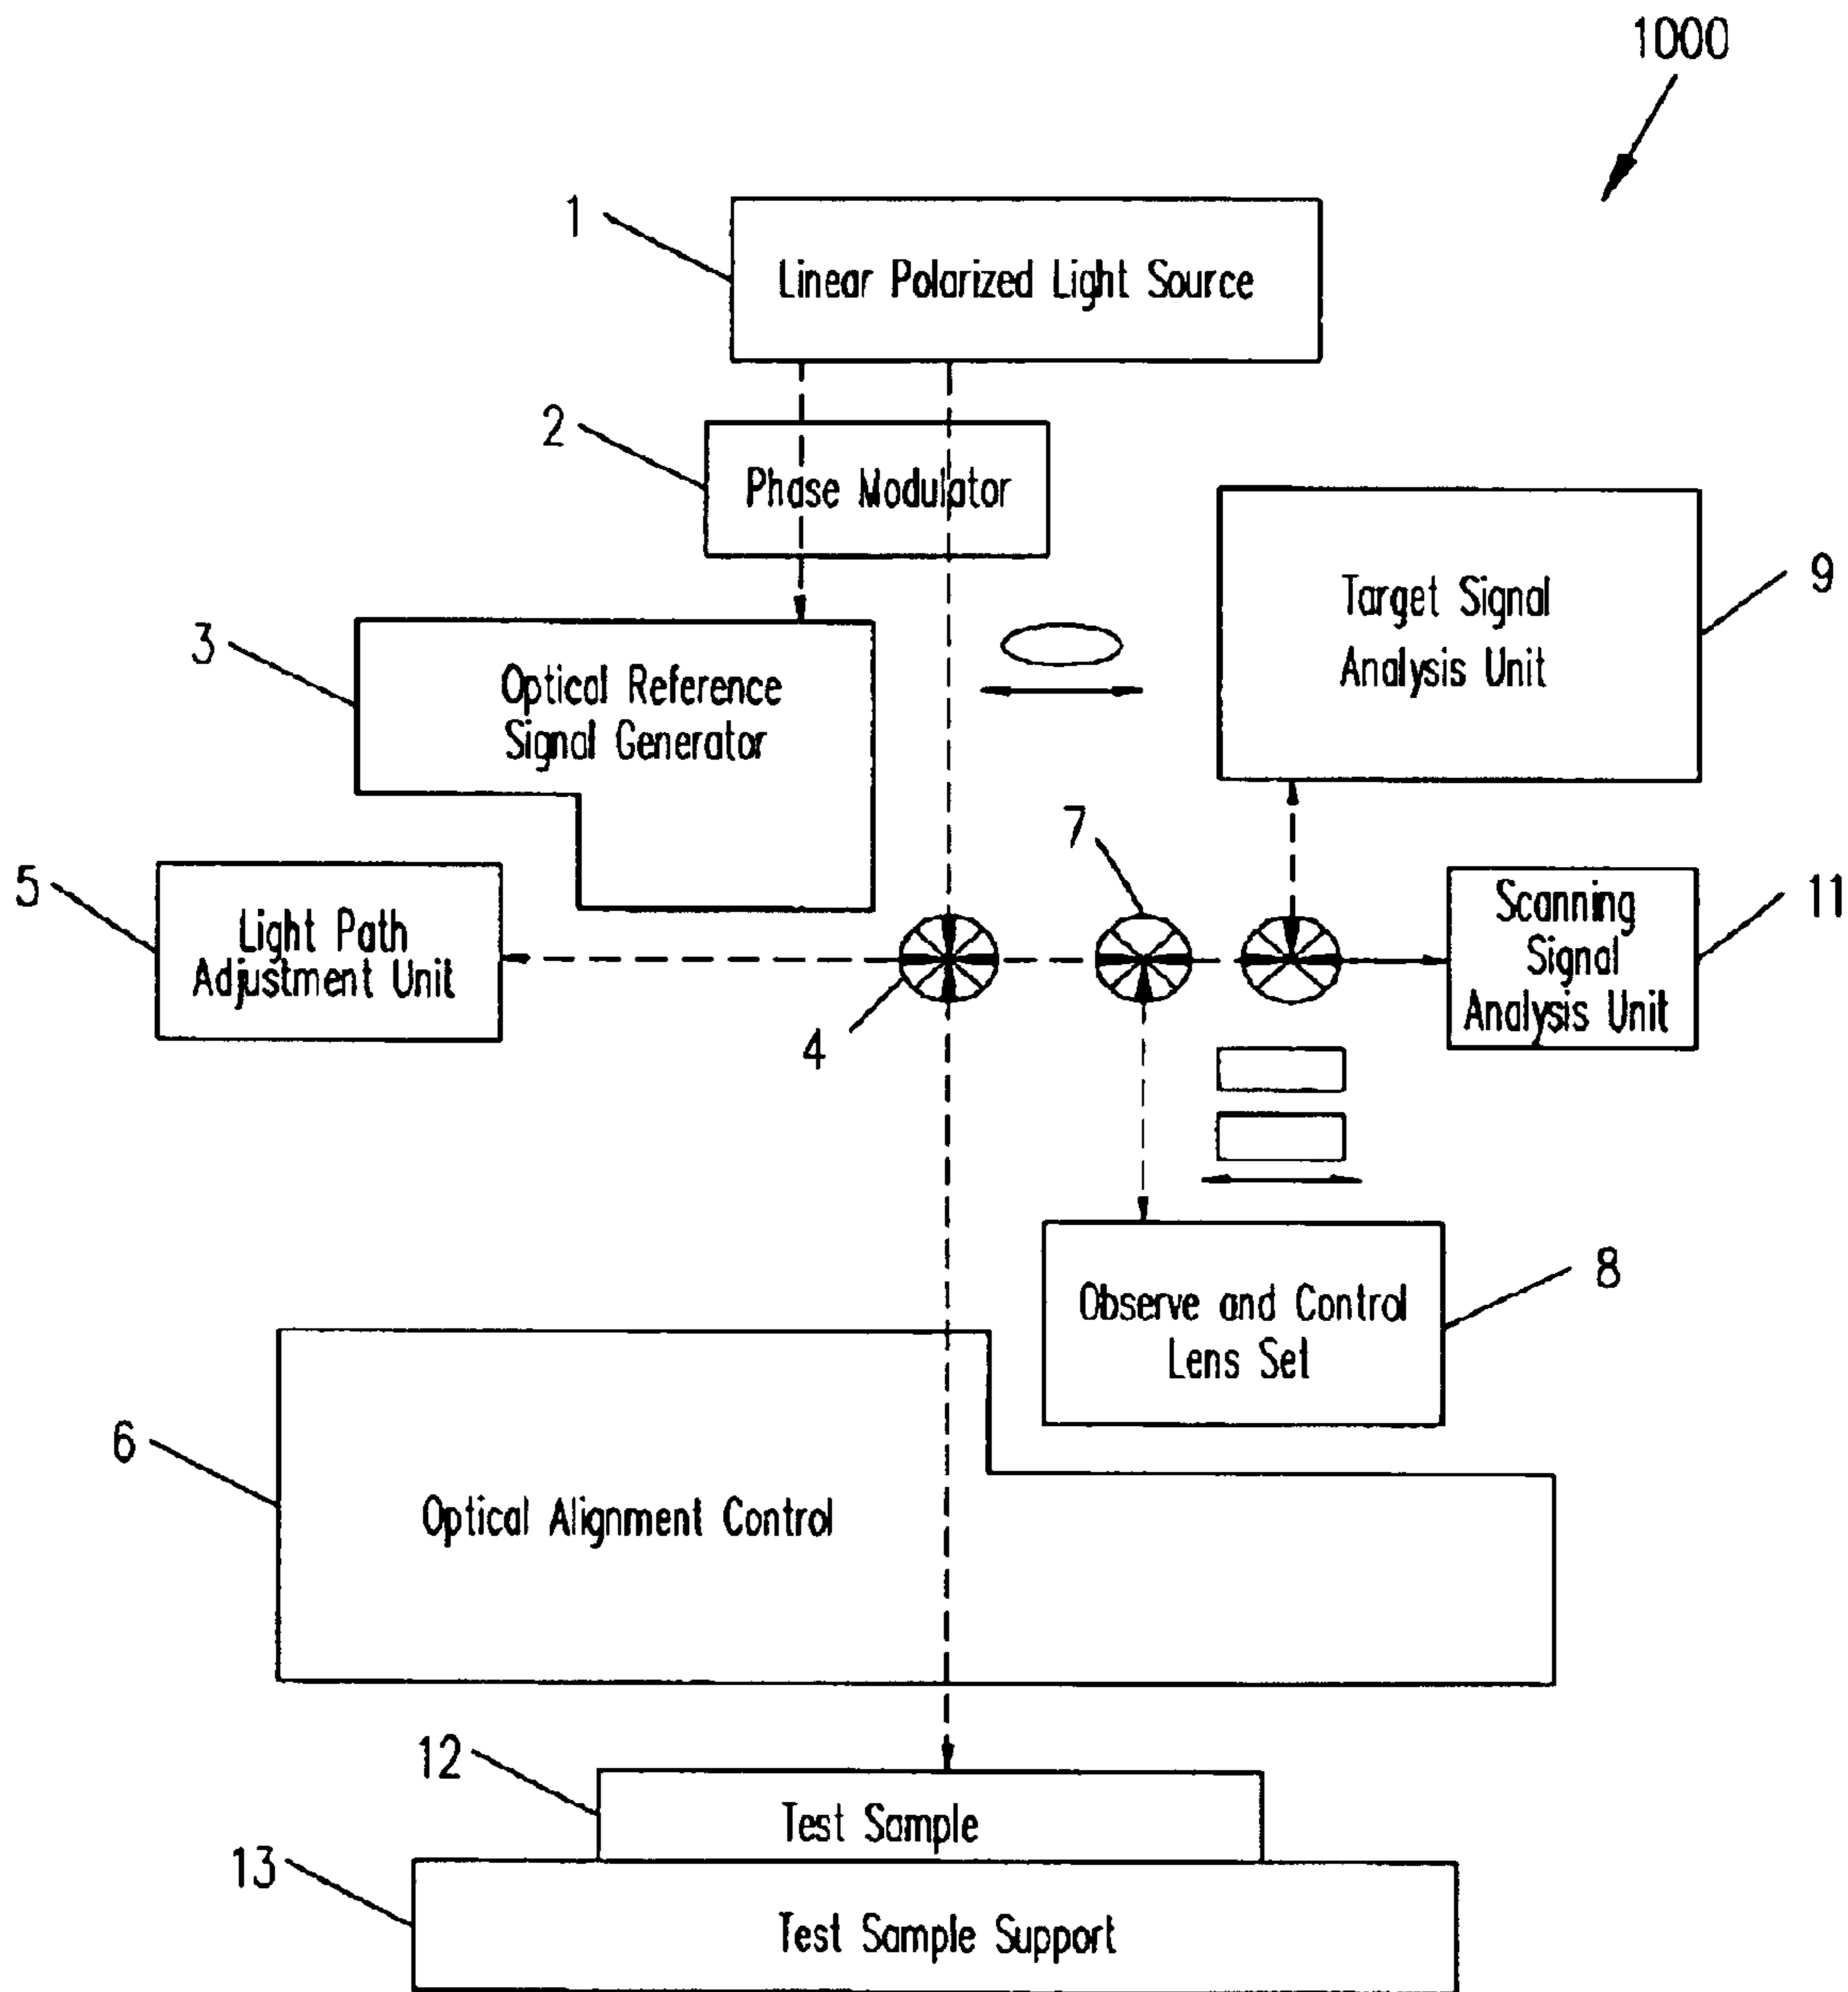 1000
1
Linear Polarized Light Source
2
Phase Modulator
9
Target Signal
Analysis Unit
3
Optical Reference
Signal Generator
7
5
Light Path
Adjustment Unit
4
11
Scanning
Signal
Analysis Unit
8
Observe and Control
Lens Set
6
Optical Alignment Control
12
Test Sample
13
Test Sample Support